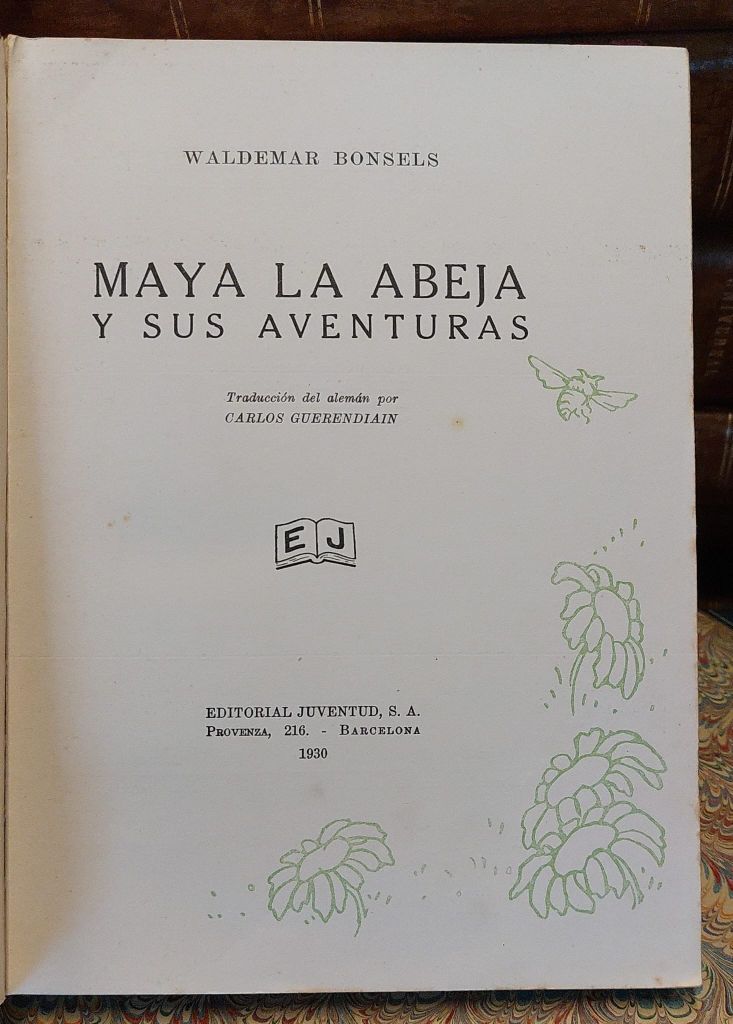 WALDEMAR BONSELS
MAYA LA ABEJA
Y SUS AVENTURAS
Traducción del alemán por
CARLOS GUERENDIAIN
E J
EDITORIAL JUVENTUD, S. A.
PROVENZA, 216. - BARCELONA
1930